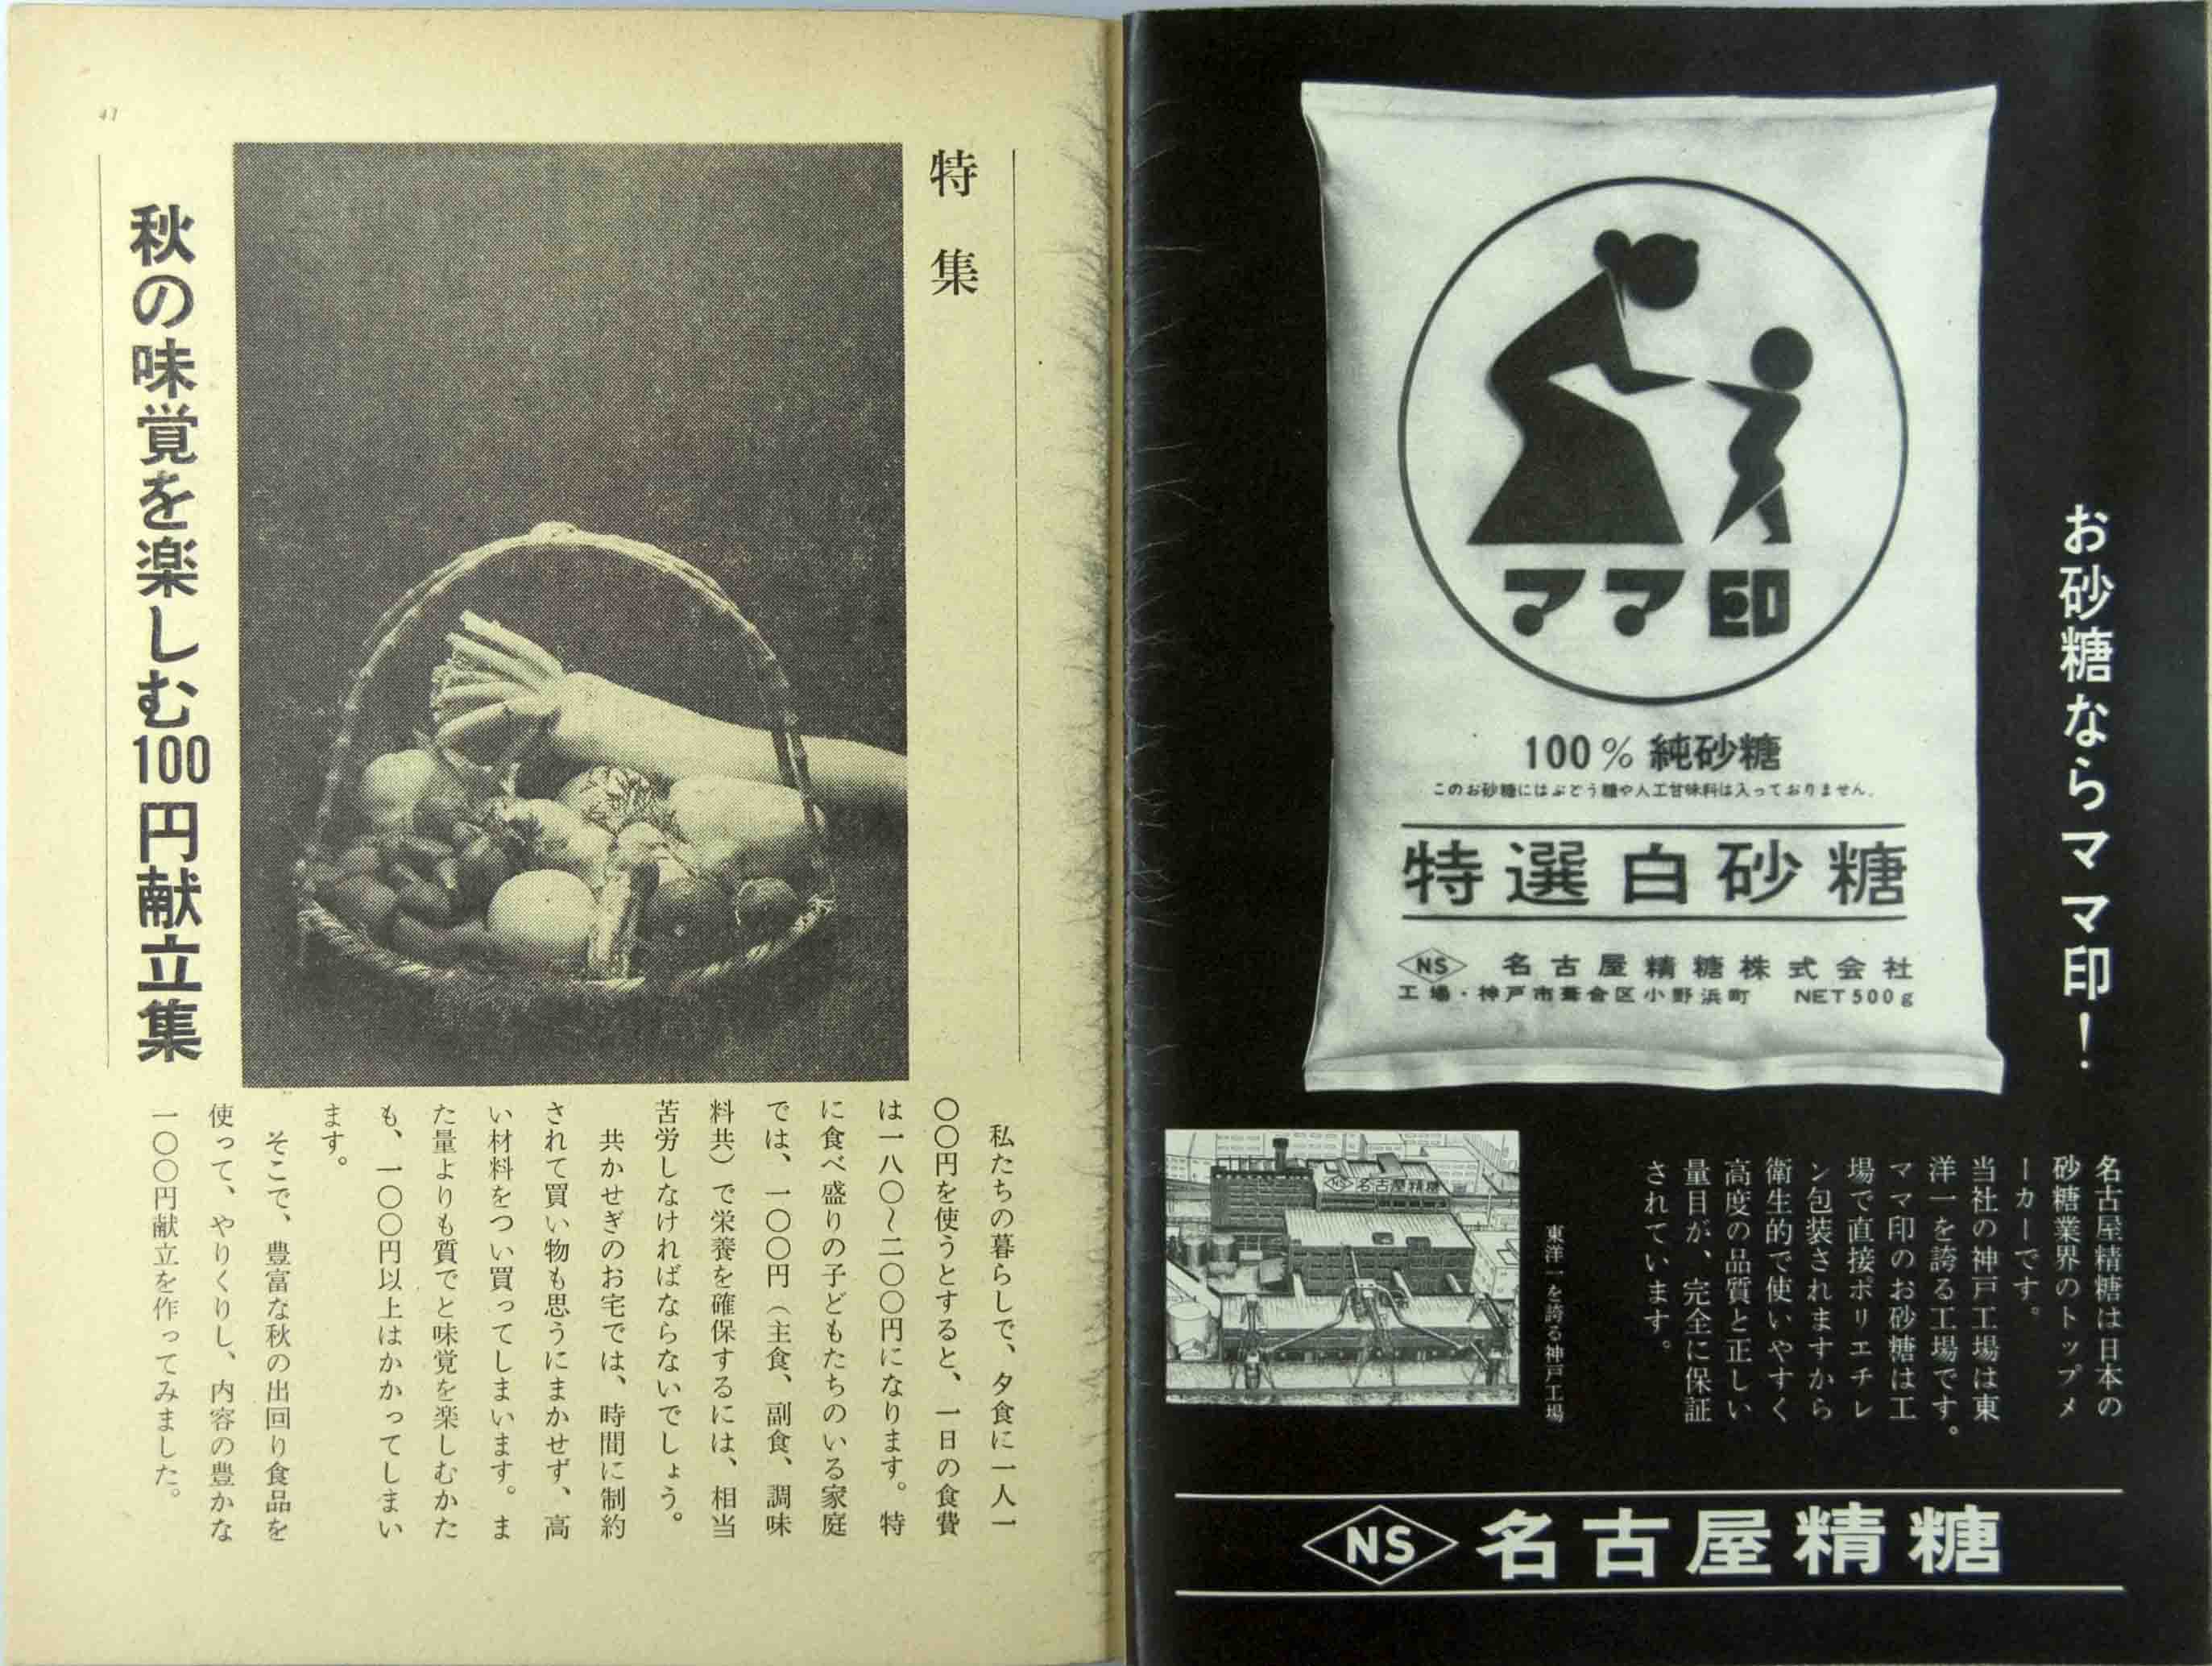 お砂糖ならママ印！
ママ印
100％ 純砂糖
このお砂糖にはぶどう糖や人工甘味料は入っておりません。
特選白砂糖
NS 名古屋精糖株式会社
工場・神戸市葺合区小野浜町 NET 500g
名古屋精糖は日本の
砂糖業界のトップメ
ーカーです。
当社の神戸工場は東
洋一を誇る工場です。
ママ印のお砂糖は工
場で直接ポリエチレ
ン包装されますから
衛生的で使いやすく
高度の品質と正しい
量目が、完全に保証
されています。
東洋一を誇る神戸工場
NS 名古屋精糖
NS 名古屋精糖
特集
秋の味覚を楽しむ100円献立集
私たちの暮らしで、夕食に一人一
〇〇円を使うとすると、一日の食費
は一八〇～二〇〇円になります。特
に食べ盛りの子どもたちのいる家庭
では、一〇〇円（主食、副食、調味
料共）で栄養を確保するには、相当
苦労しなければならないでしょう。
共かせぎのお宅では、時間に制約
されて買い物も思うにまかせず、高
い材料をつい買ってしまいます。ま
た量よりも質でと味覚を楽しむかた
も、一〇〇円以上はかかってしまい
ます。
そこで、豊富な秋の出回り食品を
使って、やりくりし、内容の豊かな
一〇〇円献立を作ってみました。
41